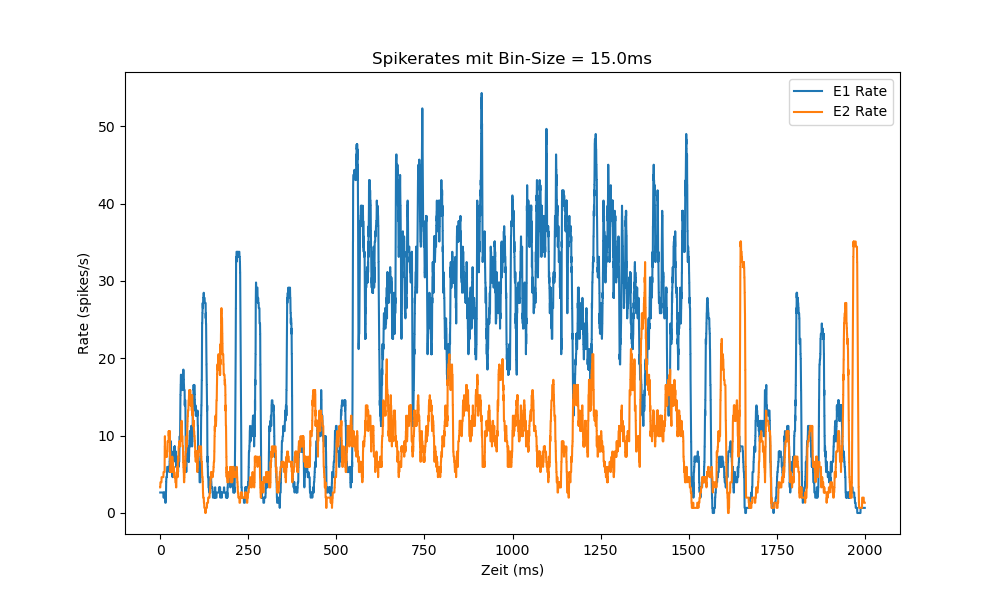 Spikerates mit Bin-Size = 15.0ms
E1 Rate
E2 Rate
Rate (spikes/s)
50
40
30
20
10
0
0 250 500 750 1000 1250 1500 1750 2000
Zeit (ms)